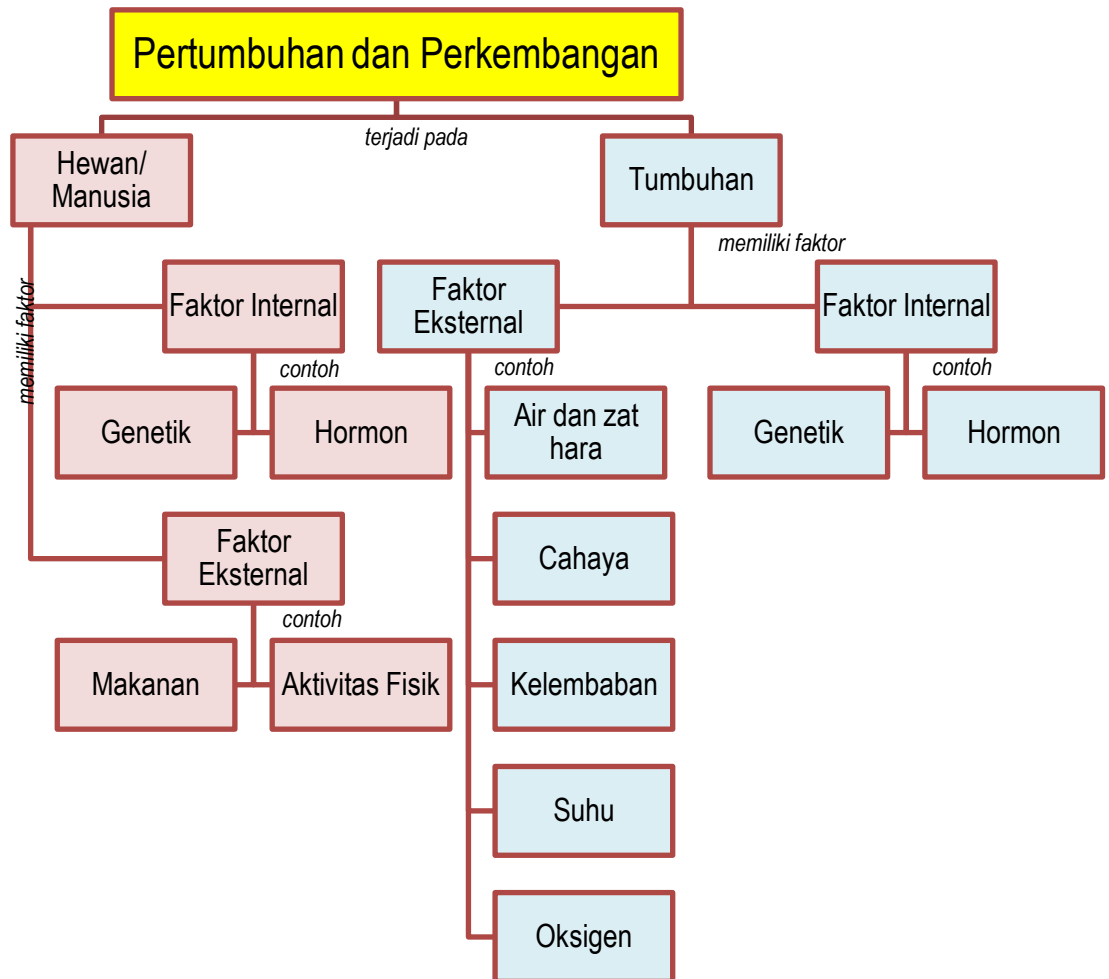 Pertumbuhan dan Perkembangan
terjadi pada
Hewan/
Manusia
Tumbuhan
memiliki faktor
memiliki faktor
Faktor Internal
Faktor
Eksternal
Faktor Internal
contoh
contoh
contoh
Genetik
Hormon
Air dan zat
hara
Genetik
Hormon
Faktor
Eksternal
Cahaya
contoh
Makanan
Aktivitas Fisik
Kelembaban
Suhu
Oksigen